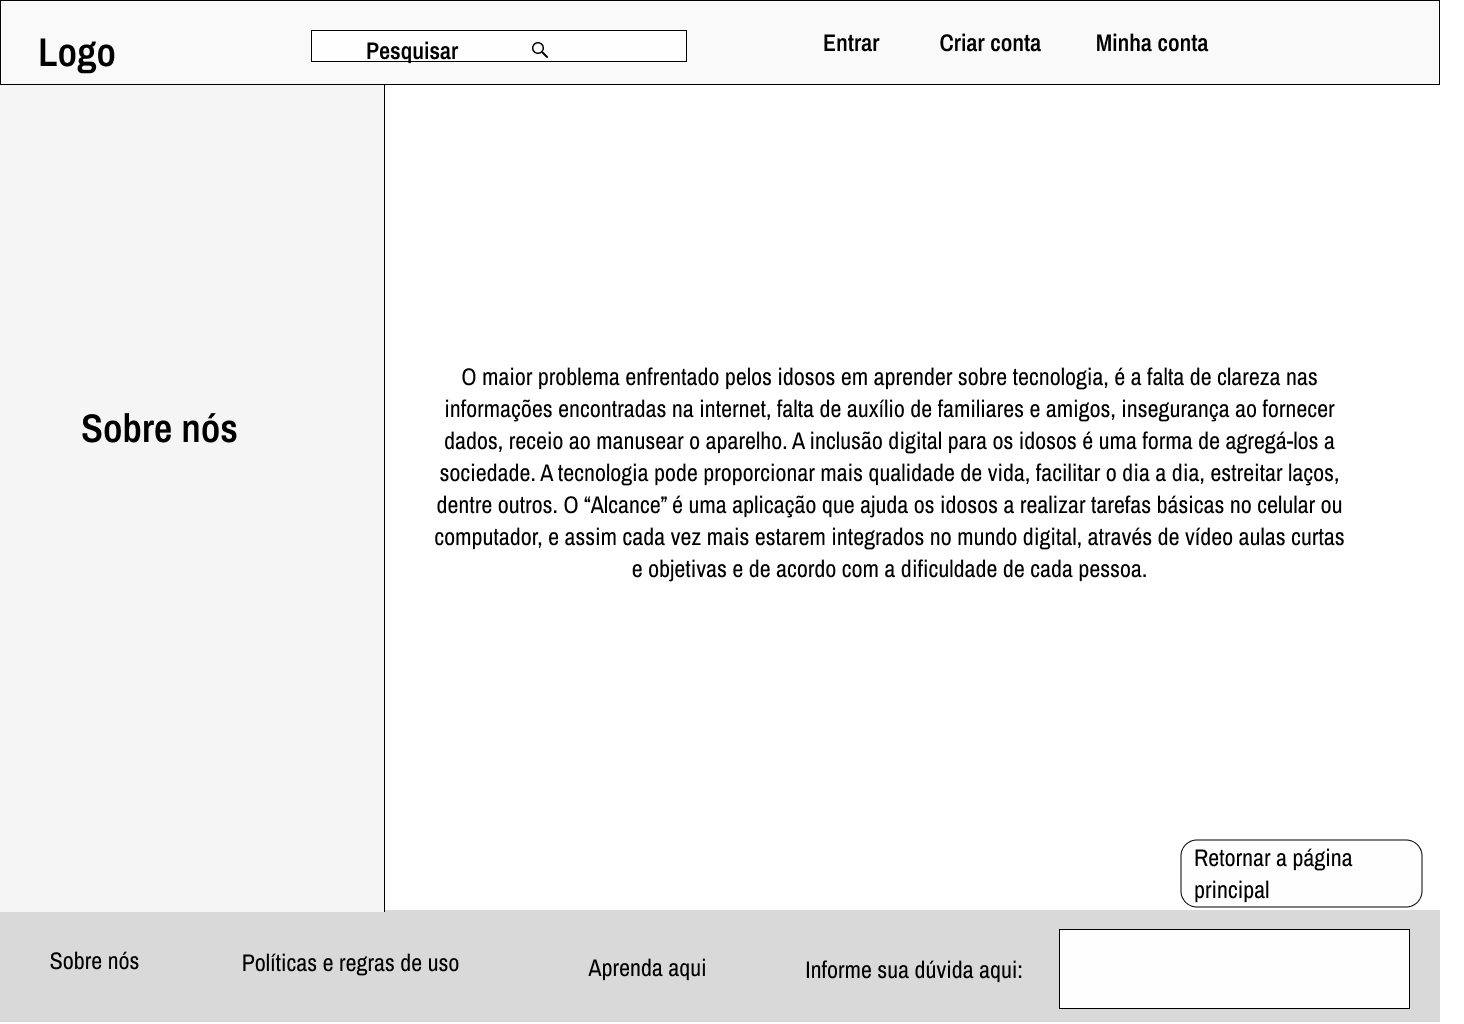 Logo
Pesquisar
Entrar
Criar conta
Minha conta
Sobre nós
O maior problema enfrentado pelos idosos em aprender sobre tecnologia, é a falta de clareza nas
informações encontradas na internet, falta de auxílio de familiares e amigos, insegurança ao fornecer
dados, receio ao manusear o aparelho. A inclusão digital para os idosos é uma forma de agregá-los a
sociedade. A tecnologia pode proporcionar mais qualidade de vida, facilitar o dia a dia, estreitar laços,
dentre outros. O “Alcance” é uma aplicação que ajuda os idosos a realizar tarefas básicas no celular ou
computador, e assim cada vez mais estarem integrados no mundo digital, através de vídeo aulas curtas
e objetivas e de acordo com a dificuldade de cada pessoa.
Retornar a página
principal
Sobre nós
Políticas e regras de uso
Aprenda aqui
Informe sua dúvida aqui: